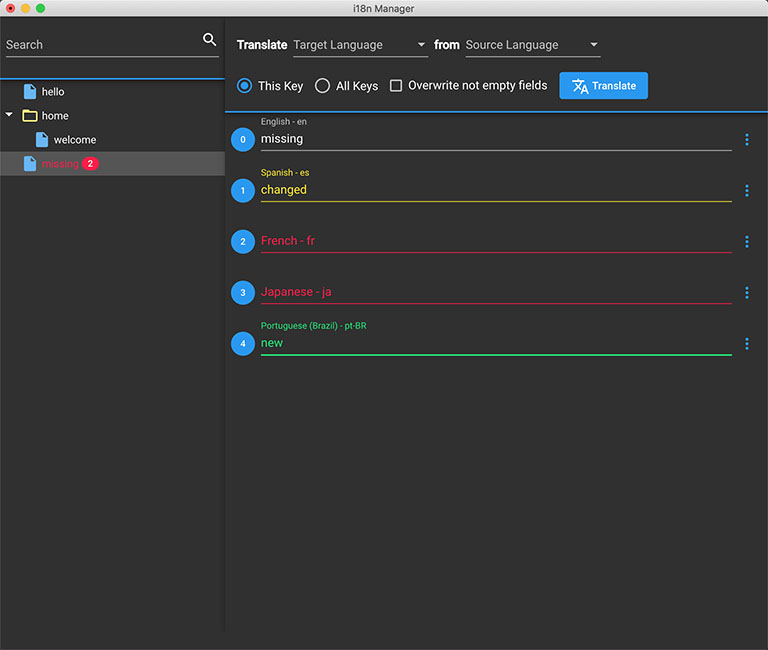 i18n Manager
Search
hello
home
welcome
missing 2
Translate Target Language from Source Language
This Key All Keys Overwrite not empty fields Translate
English - en
0 missing
Spanish - es
1 changed
2 French - fr
3 Japanese - ja
Portuguese (Brazil) - pt-BR
4 new